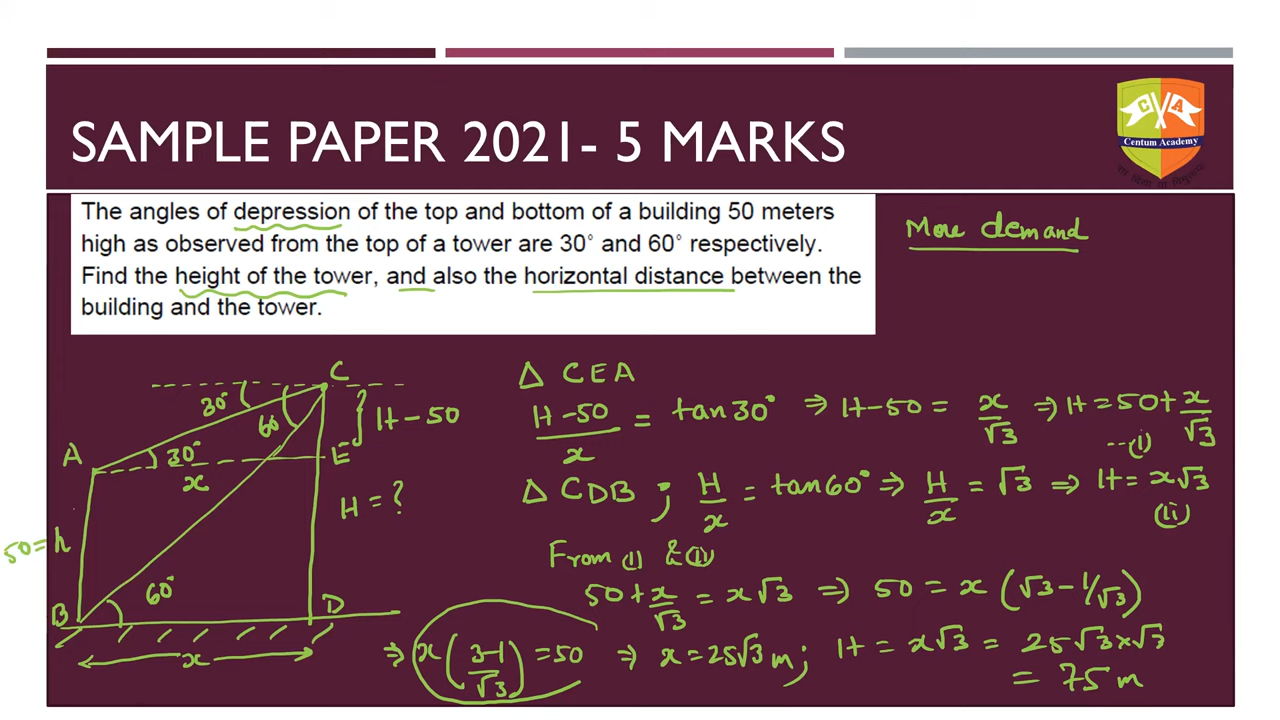 SAMPLE PAPER 2021- 5 MARKS
C A
Centum Academy
The angles of depression of the top and bottom of a building 50 meters
high as observed from the top of a tower are 30° and 60° respectively.
Find the height of the tower, and also the horizontal distance between the
building and the tower.
More demand
C
30°
60°
H-50
A
30°
x
E
H = ?
50 = h
B
60°
D
x
Δ CEA
H-50/x = tan 30° ⇒ H-50 = x/√3 ⇒ H = 50 + x/√3
--(i)
Δ CDB ; H/x = tan 60° ⇒ H/x = √3 ⇒ H = x√3
(ii)
From (i) & (ii)
50 + x/√3 = x√3 ⇒ 50 = x (√3 - 1/√3)
⇒ x (3-1/√3) = 50 ⇒ x = 25√3 m; H = x√3 = 25√3 × √3
= 75 m